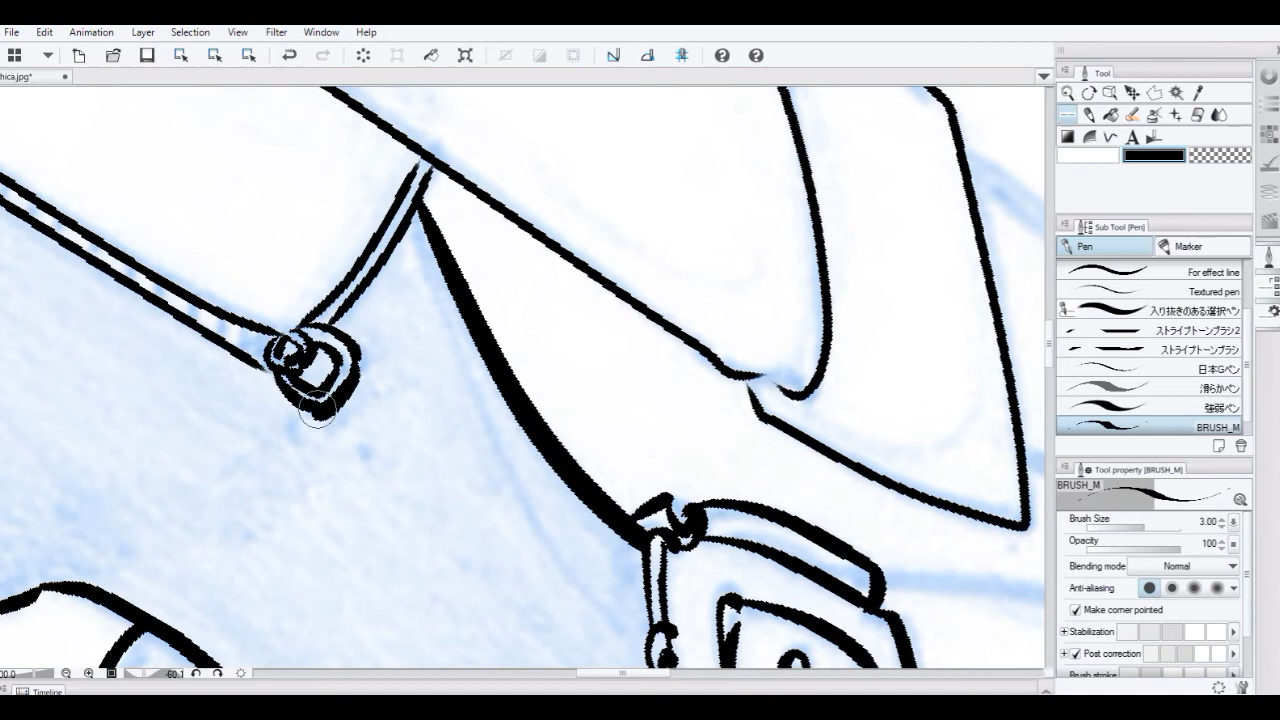 File Edit Animation Layer Selection View Filter Window Help
hica.jpg*
Tool
Sub Tool [Pen]
Pen Marker
For effect line
Textured pen
入り抜きのある選択ペン
ストライプトーンブラシ2
ストライプトーンブラシ
日本Gペン
滑らかペン
強弱ペン
BRUSH_M
Tool property [BRUSH_M]
BRUSH_M
Brush Size 3.00
Opacity 100
Blending mode Normal
Anti-aliasing
Make corner pointed
Stabilization
Post correction
Brush stroke
00.0 -60.1
Timeline